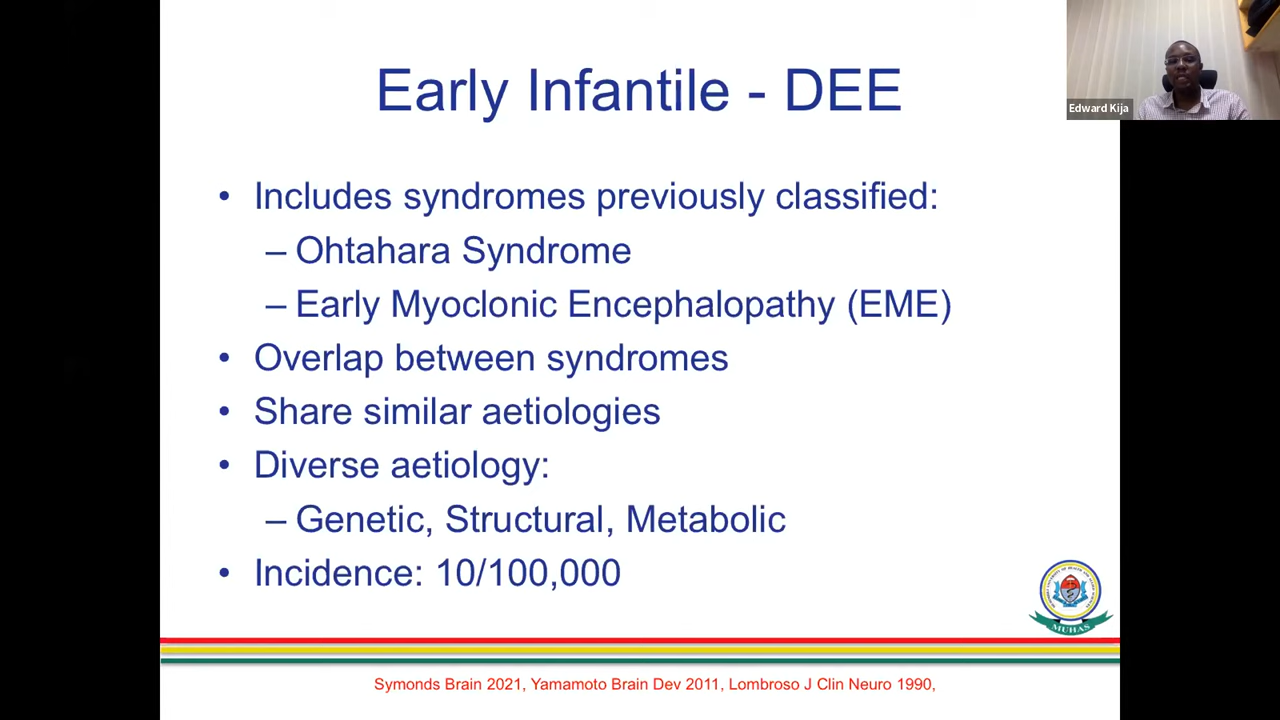 Early Infantile - DEE
Edward Kija
• Includes syndromes previously classified:
– Ohtahara Syndrome
– Early Myoclonic Encephalopathy (EME)
• Overlap between syndromes
• Share similar aetiologies
• Diverse aetiology:
– Genetic, Structural, Metabolic
• Incidence: 10/100,000
MUHAS
Symonds Brain 2021, Yamamoto Brain Dev 2011, Lombroso J Clin Neuro 1990,